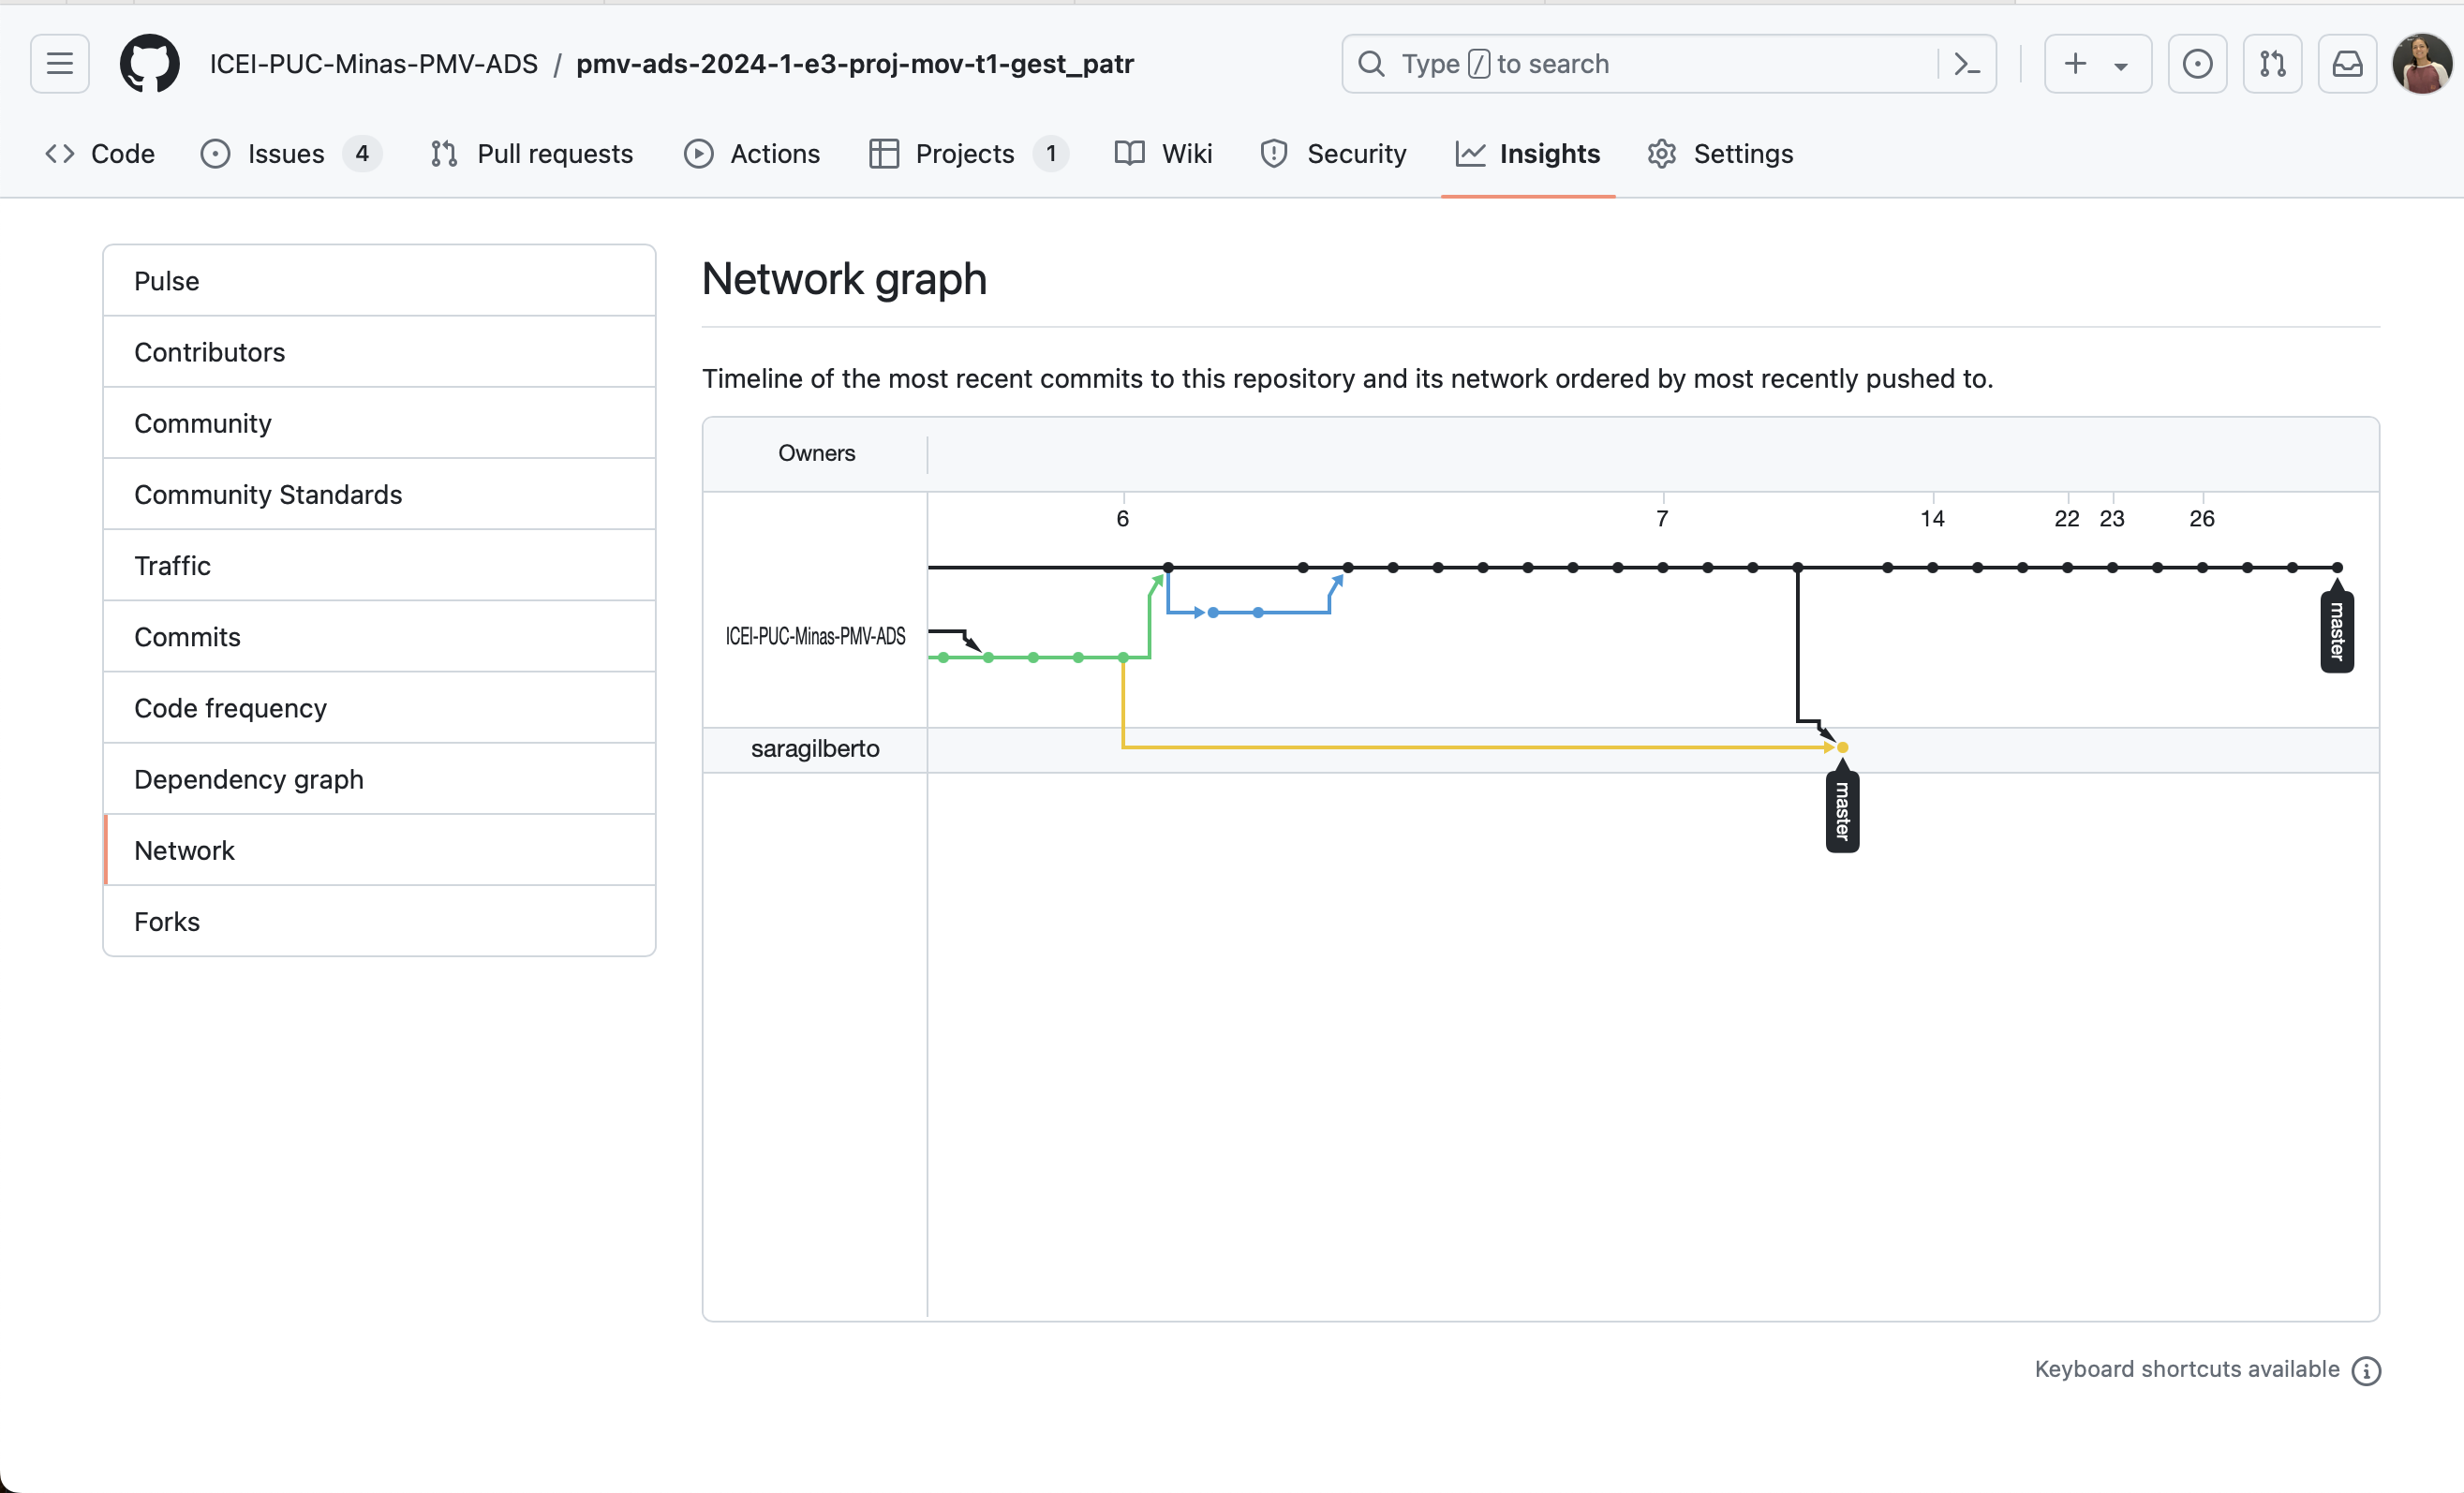 ICEI-PUC-Minas-PMV-ADS / pmv-ads-2024-1-e3-proj-mov-t1-gest_patr
Type / to search
Code
Issues 4
Pull requests
Actions
Projects 1
Wiki
Security
Insights
Settings
Pulse
Contributors
Community
Community Standards
Traffic
Commits
Code frequency
Dependency graph
Network
Forks
Network graph
Timeline of the most recent commits to this repository and its network ordered by most recently pushed to.
Owners
6 7 14 22 23 26
ICEI-PUC-Minas-PMV-ADS
master
saragilberto
master
Keyboard shortcuts available